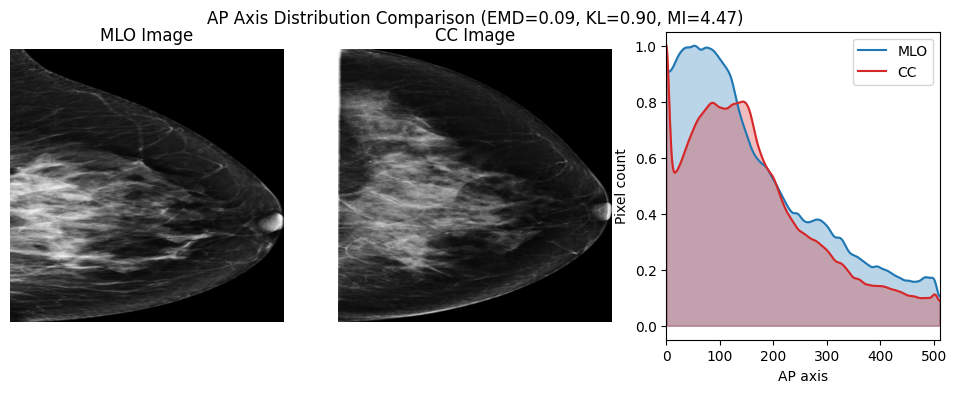 AP Axis Distribution Comparison (EMD=0.09, KL=0.90, MI=4.47)
MLO Image
CC Image
MLO
CC
Pixel count
1.0
0.8
0.6
0.4
0.2
0.0
0 100 200 300 400 500
AP axis